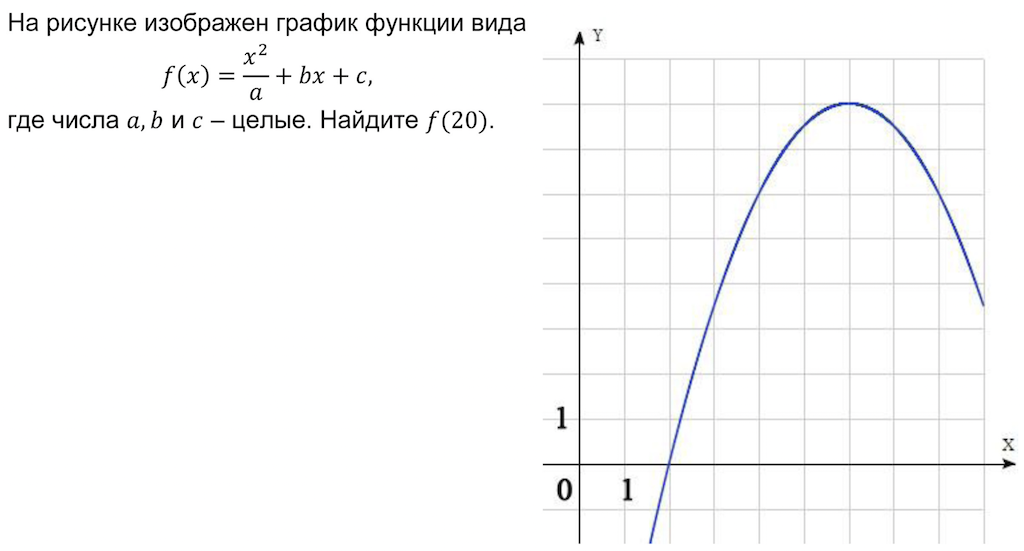 На рисунке изображен график функции вида
f(x) = x²/a + bx + c,
где числа a, b и c – целые. Найдите f(20).
Y
1
X
0 1